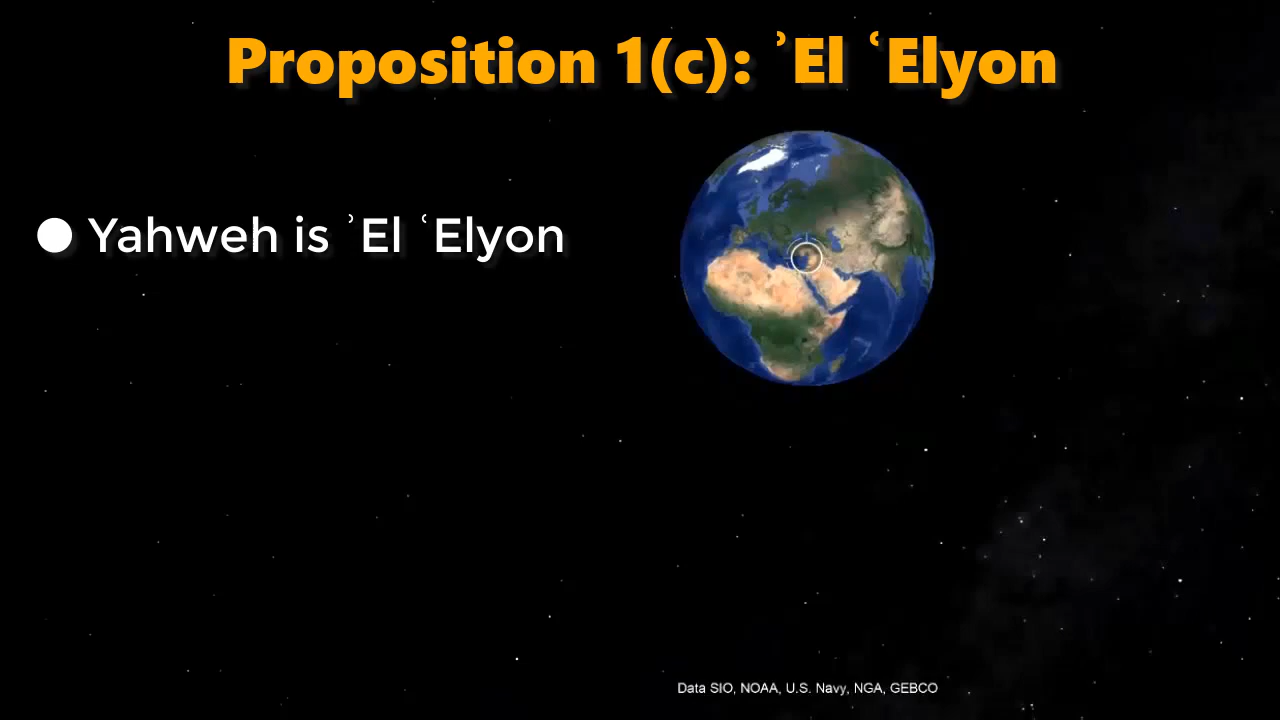 Proposition 1(c): ʾEl ʿElyon
● Yahweh is ʾEl ʿElyon
Data SIO, NOAA, U.S. Navy, NGA, GEBCO